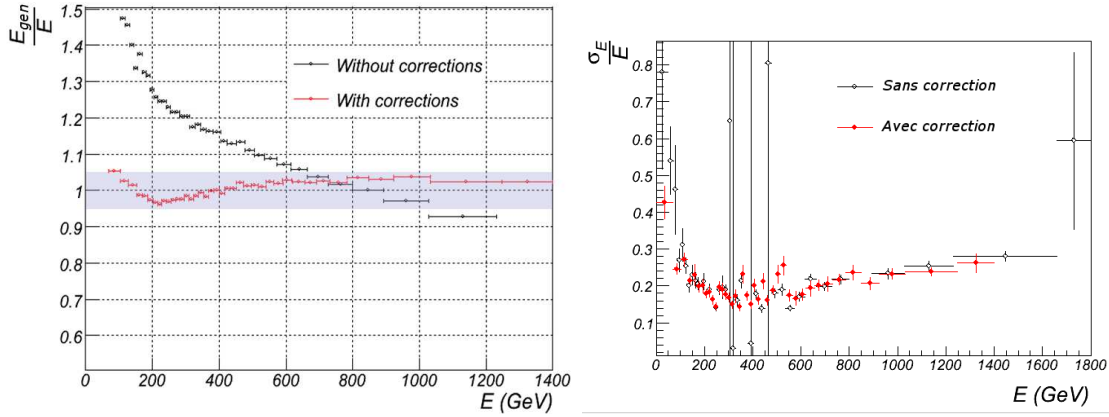 E_gen
E
1.5
1.4
1.3
1.2
1.1
1
0.9
0.8
0.7
0.6
Without corrections
With corrections
0 200 400 600 800 1000 1200 1400
E (GeV)
σ_E
E
0.8
0.7
0.6
0.5
0.4
0.3
0.2
0.1
Sans correction
Avec correction
0 200 400 600 800 1000 1200 1400 1600 1800
E (GeV)